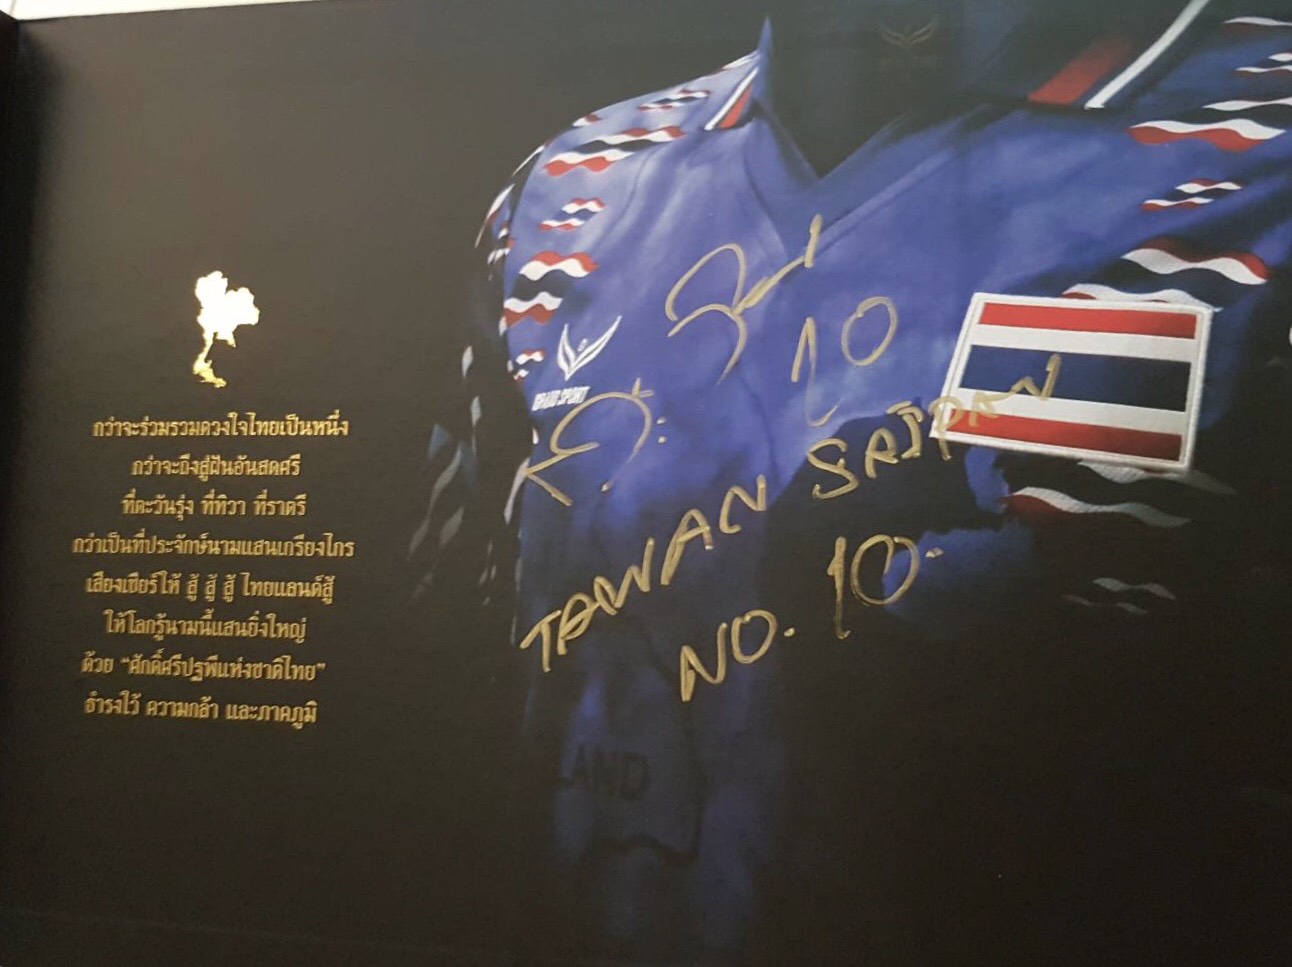 กว่าจะร่วมรวมดวงใจไทยเป็นหนึ่ง
กว่าจะถึงสู่ฝันอันสดศรี
ที่ตะวันรุ่ง ที่ทิวา ที่ราตรี
กว่าเป็นที่ประจักษ์นามแสนเกรียงไกร
เสียงเชียร์ให้ สู้ สู้ สู้ ไทยแลนด์สู้
ให้โลกรู้นามนี้แสนยิ่งใหญ่
ด้วย “ศักดิ์ศรีปฐพีแห่งชาติไทย”
ธำรงไว้ ความกล้า และภาคภูมิ
10
SPORT
TAWAN SRIPAN
NO. 10.
LAND